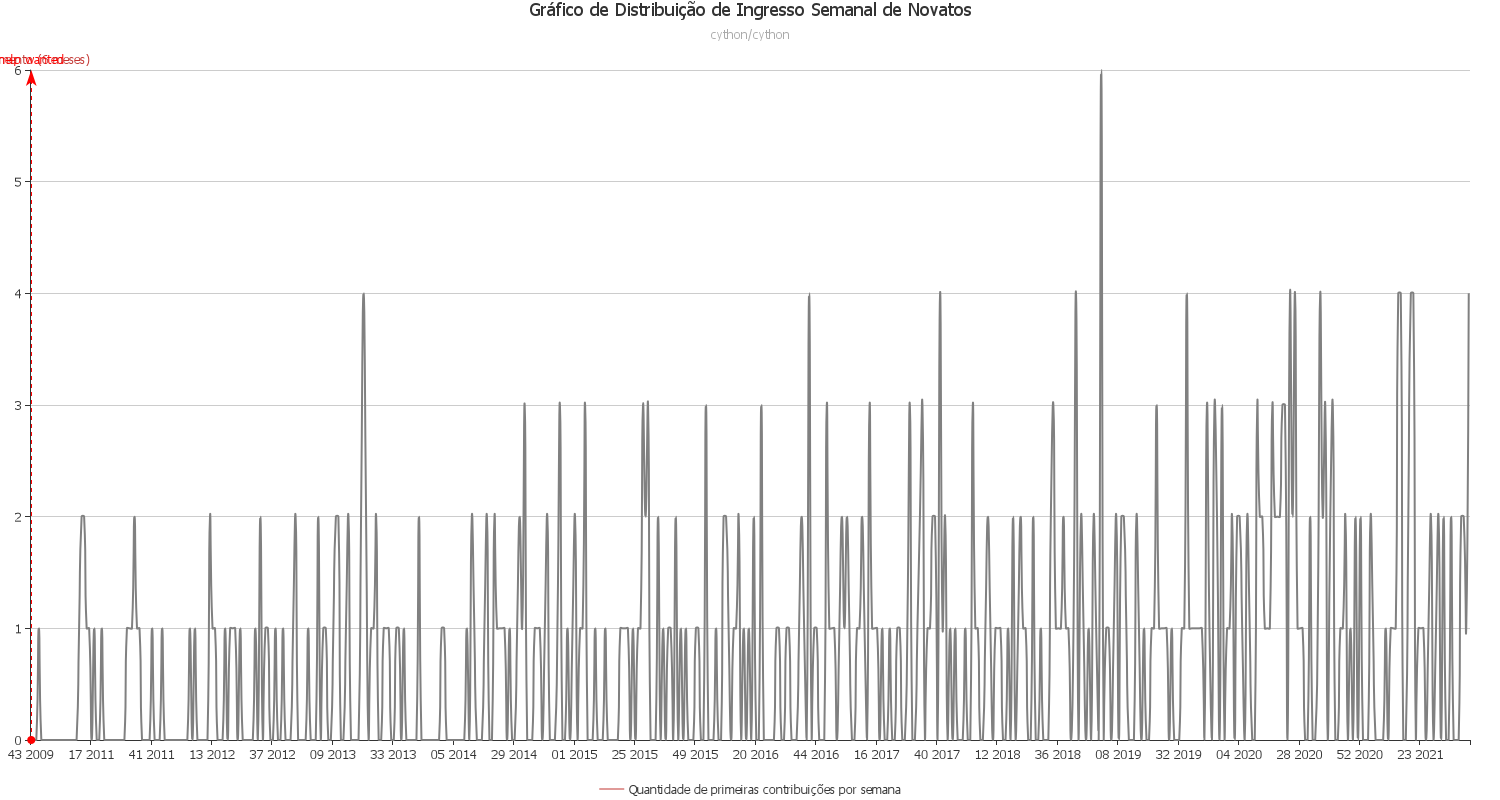 Gráfico de Distribuição de Ingresso Semanal de Novatos
cython/cython
6
5
4
3
2
1
0
43 2009 17 2011 41 2011 13 2012 37 2012 09 2013 33 2013 05 2014 29 2014 01 2015 25 2015 49 2015 20 2016 44 2016 16 2017 40 2017 12 2018 36 2018 08 2019 32 2019 04 2020 28 2020 52 2020 23 2021
Quantidade de primeiras contribuições por semana